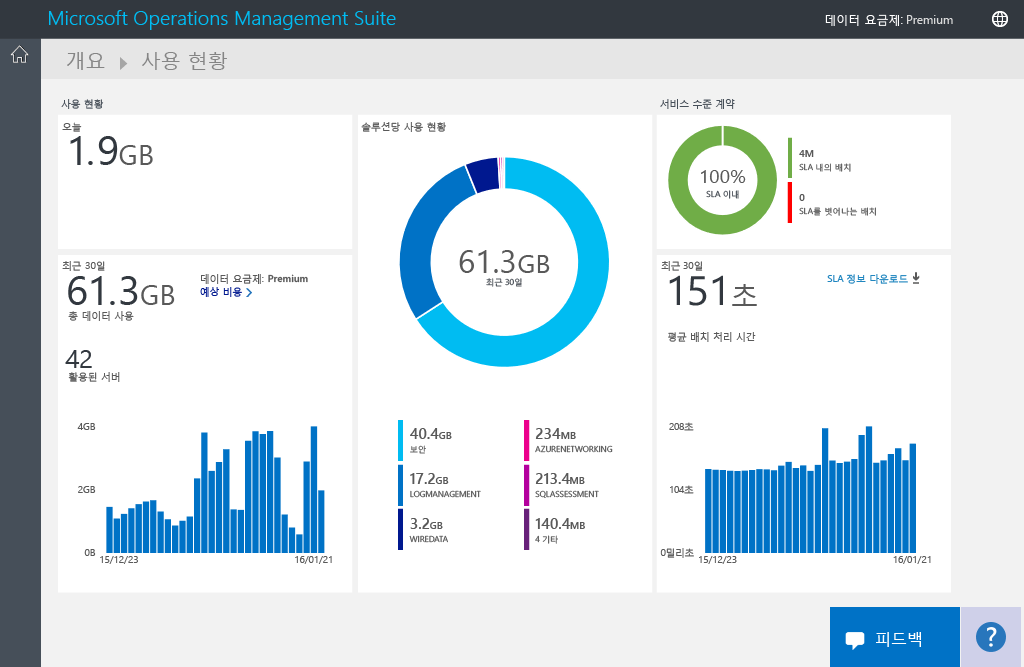 Microsoft Operations Management Suite
데이터 요금제: Premium
개요 사용 현황
사용 현황
오늘
1.9GB
최근 30일
61.3GB
총 데이터 사용
데이터 요금제: Premium
예상 비용
42
활용된 서버
4GB
2GB
0B
15/12/23
16/01/21
솔루션당 사용 현황
61.3GB
최근 30일
40.4GB
보안
17.2GB
LOGMANAGEMENT
3.2GB
WIREDATA
234MB
AZURENETWORKING
213.4MB
SQLASSESSMENT
140.4MB
4 기타
서비스 수준 계약
100%
SLA 이내
4M
SLA 내의 배치
0
SLA를 벗어나는 배치
최근 30일
151초
평균 배치 처리 시간
SLA 정보 다운로드
208초
104초
0밀리초
15/12/23
16/01/21
피드백
?